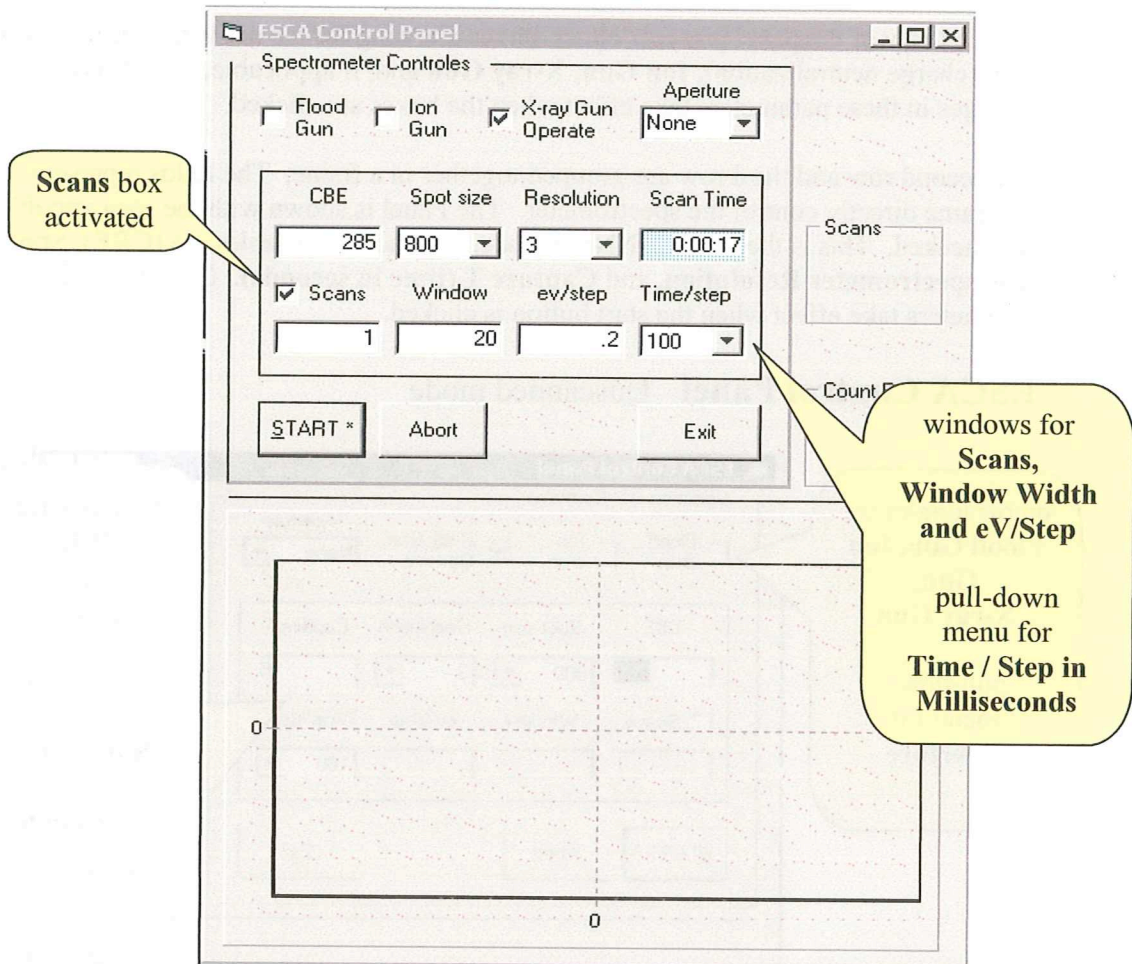 ESCA Control Panel
Spectrometer Controles
Flood Gun
Ion Gun
X-ray Gun Operate
Aperture
None
Scans box
activated
CBE
Spot size
Resolution
Scan Time
285
800
3
0:00:17
Scans
Scans
Window
ev/step
Time/step
1
20
.2
100
START *
Abort
Exit
Count
windows for
Scans,
Window Width
and eV/Step
pull-down
menu for
Time / Step in
Milliseconds
0
0